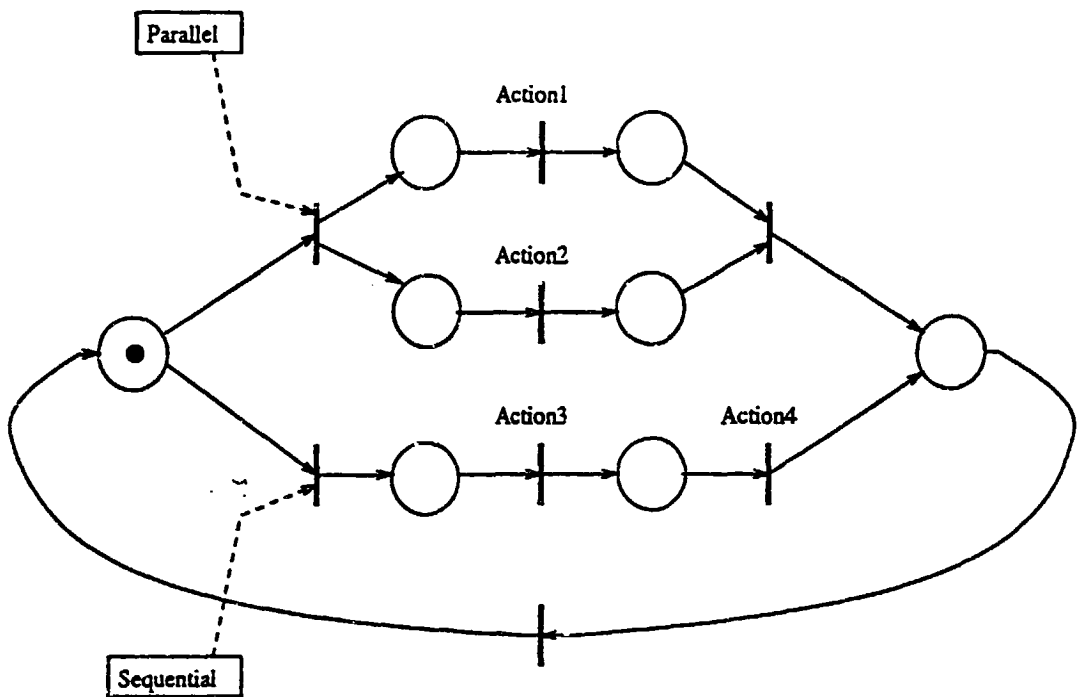 Parallel
Action1
Action2
Action3
Action4
Sequential